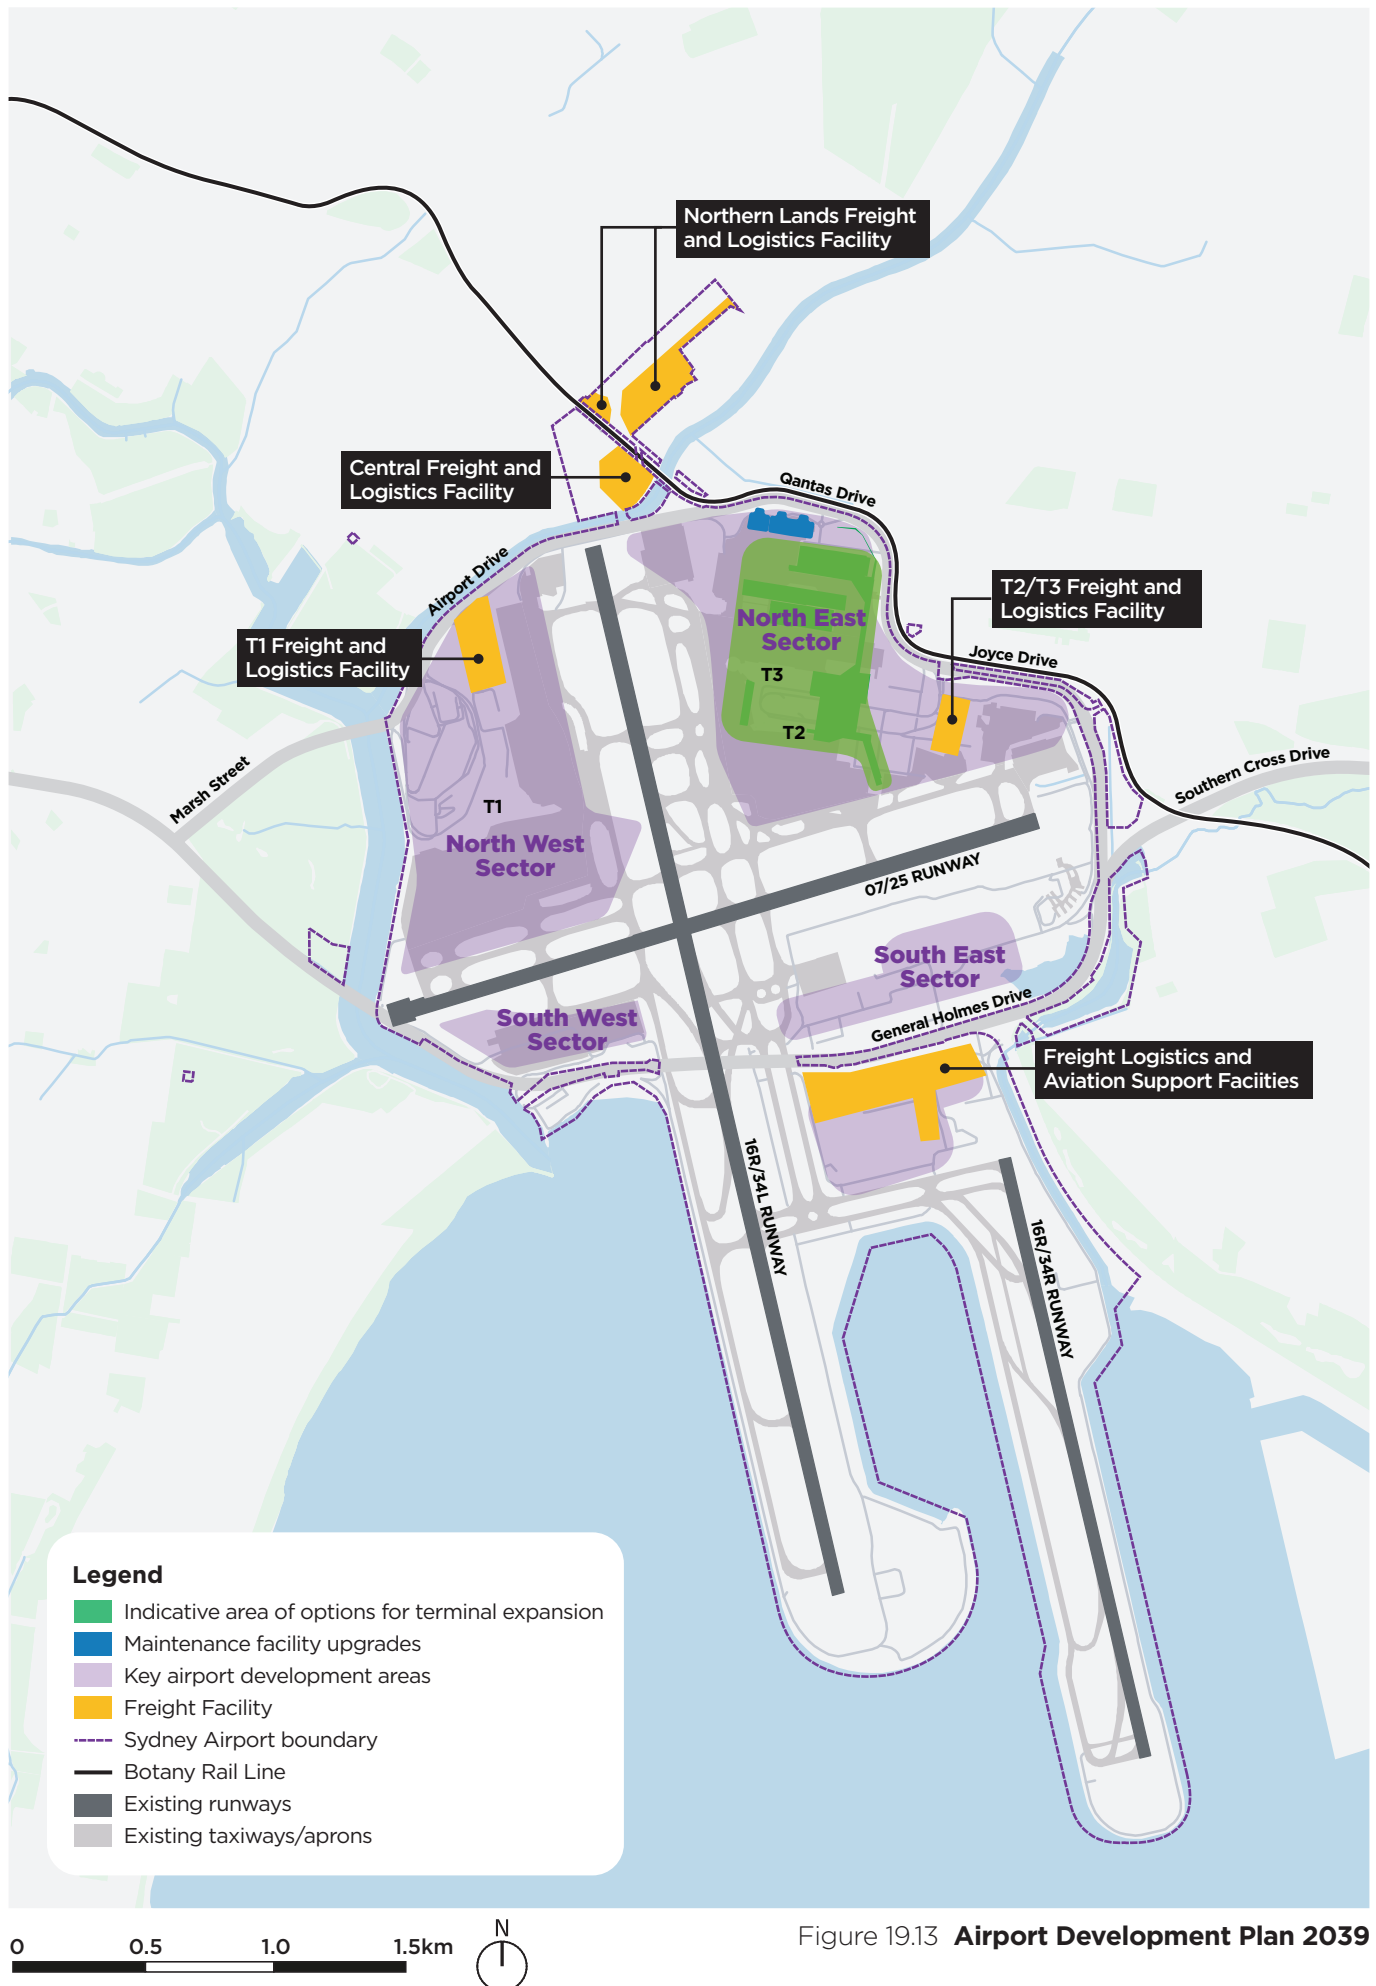 Northern Lands Freight
and Logistics Facility
Central Freight and
Logistics Facility
Qantas Drive
Airport Drive
T2/T3 Freight and
Logistics Facility
T1 Freight and
Logistics Facility
North East
Sector
Joyce Drive
T3
T2
Marsh Street
Southern Cross Drive
T1
North West
Sector
07/25 RUNWAY
South East
Sector
South West
Sector
General Holmes Drive
Freight Logistics and
Aviation Support Faciities
16R/34L RUNWAY
16R/34R RUNWAY
Legend
Indicative area of options for terminal expansion
Maintenance facility upgrades
Key airport development areas
Freight Facility
Sydney Airport boundary
Botany Rail Line
Existing runways
Existing taxiways/aprons
0 0.5 1.0 1.5km
N
Figure 19.13 Airport Development Plan 2039